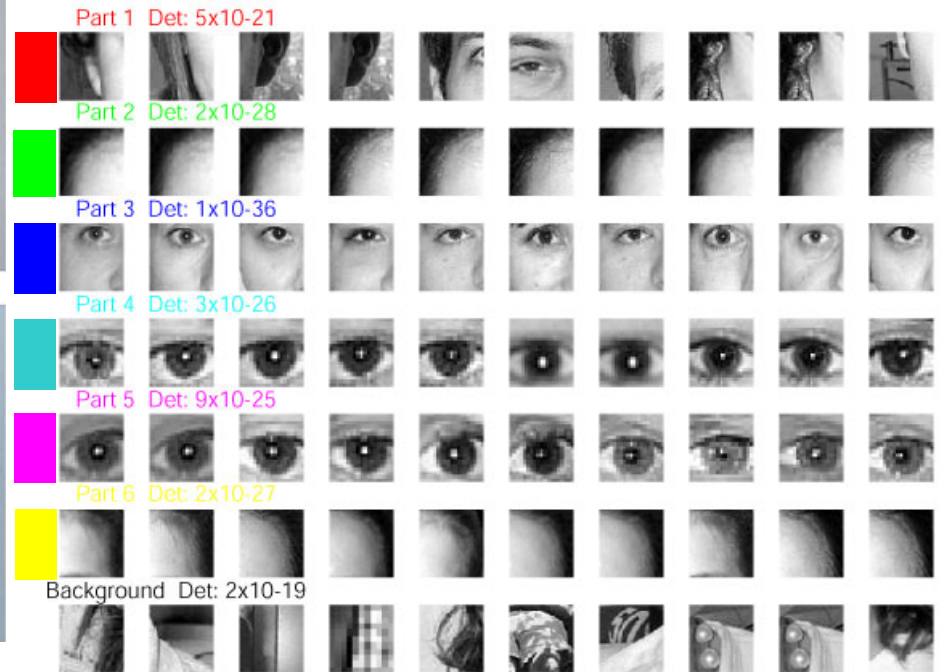 Part 1 Det: 5x10-21
Part 2 Det: 2x10-28
Part 3 Det: 1x10-36
Part 4 Det: 3x10-26
Part 5 Det: 9x10-25
Part 6 Det: 2x10-27
Background Det: 2x10-19